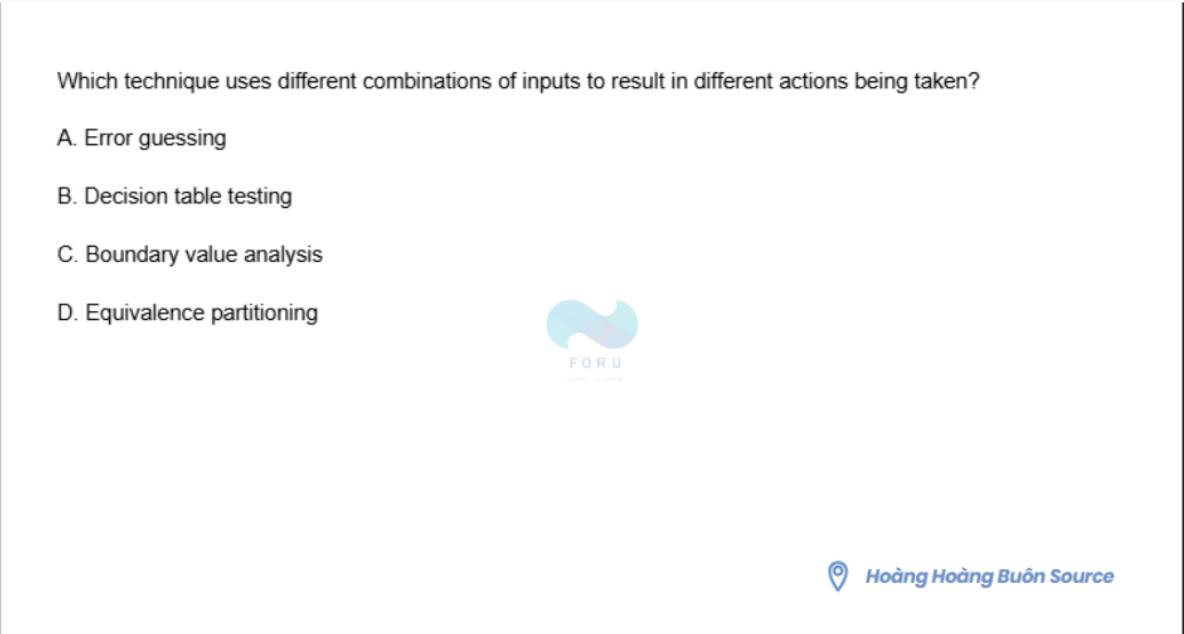 Which technique uses different combinations of inputs to result in different actions being taken?
A. Error guessing
B. Decision table testing
C. Boundary value analysis
D. Equivalence partitioning
FORU
Hoàng Hoàng Buôn Source